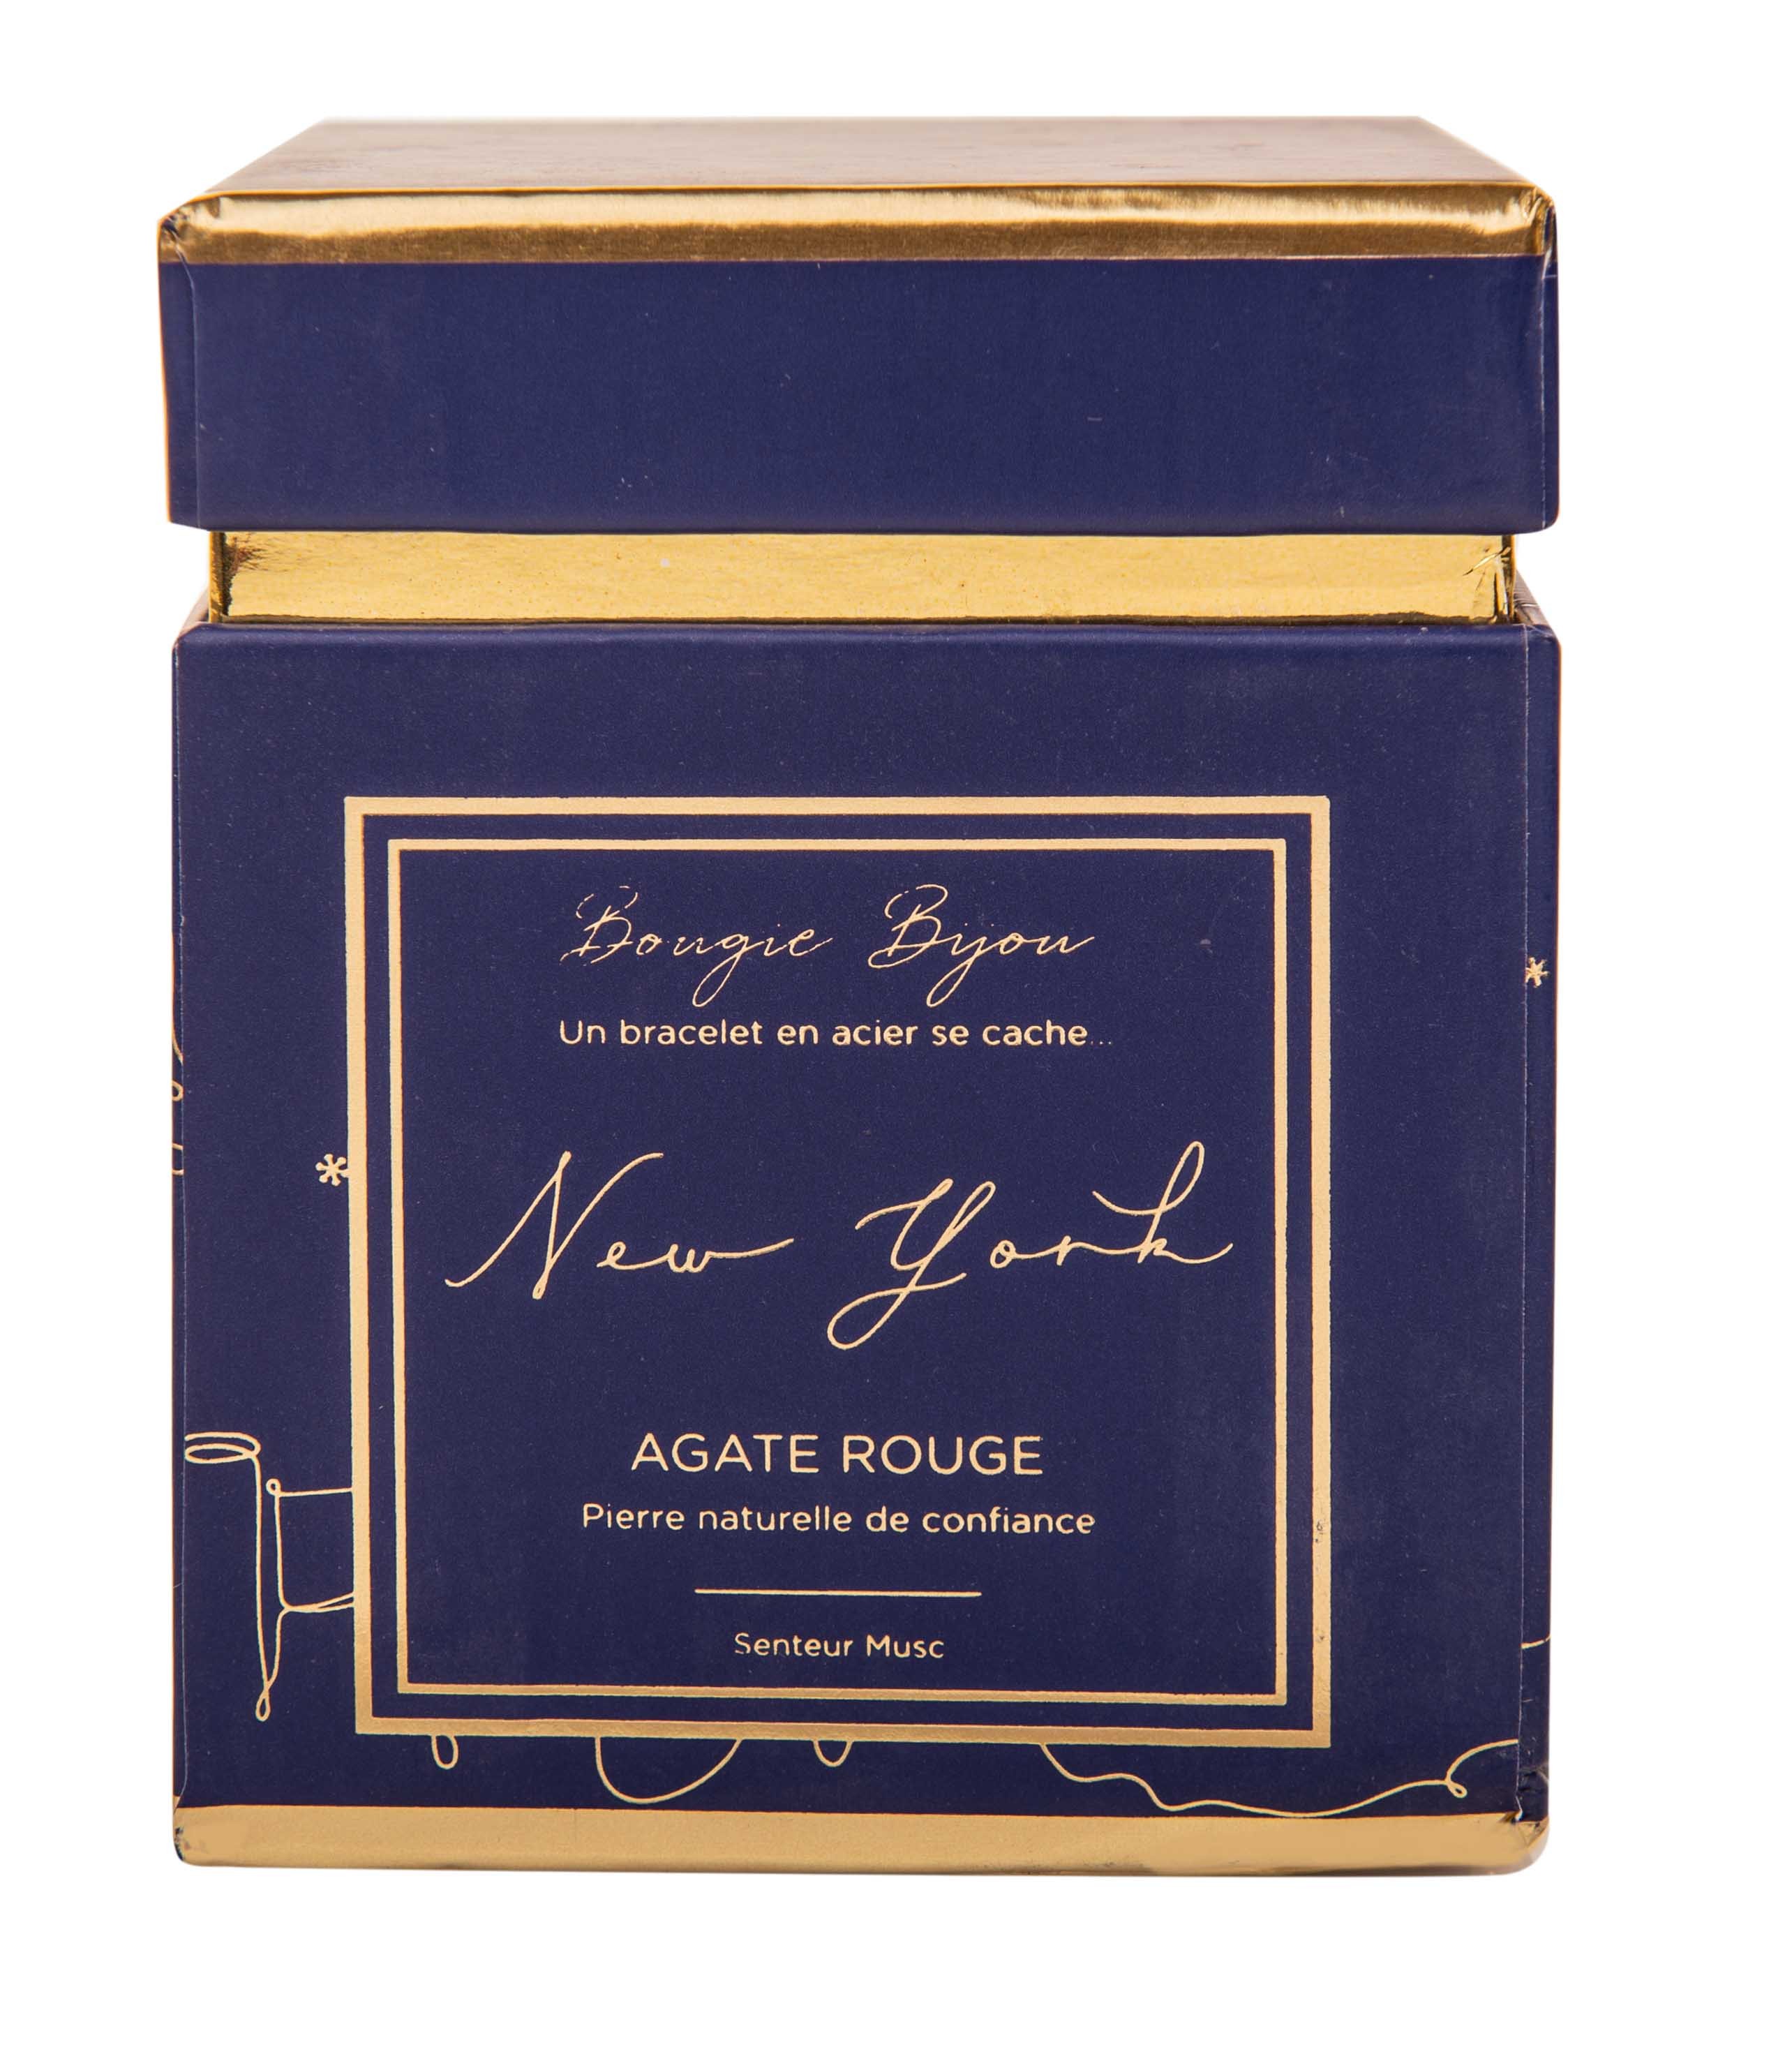 Bougie Bijou
Un bracelet en acier se cache...
New York
AGATE ROUGE
Pierre naturelle de confiance
Senteur Musc